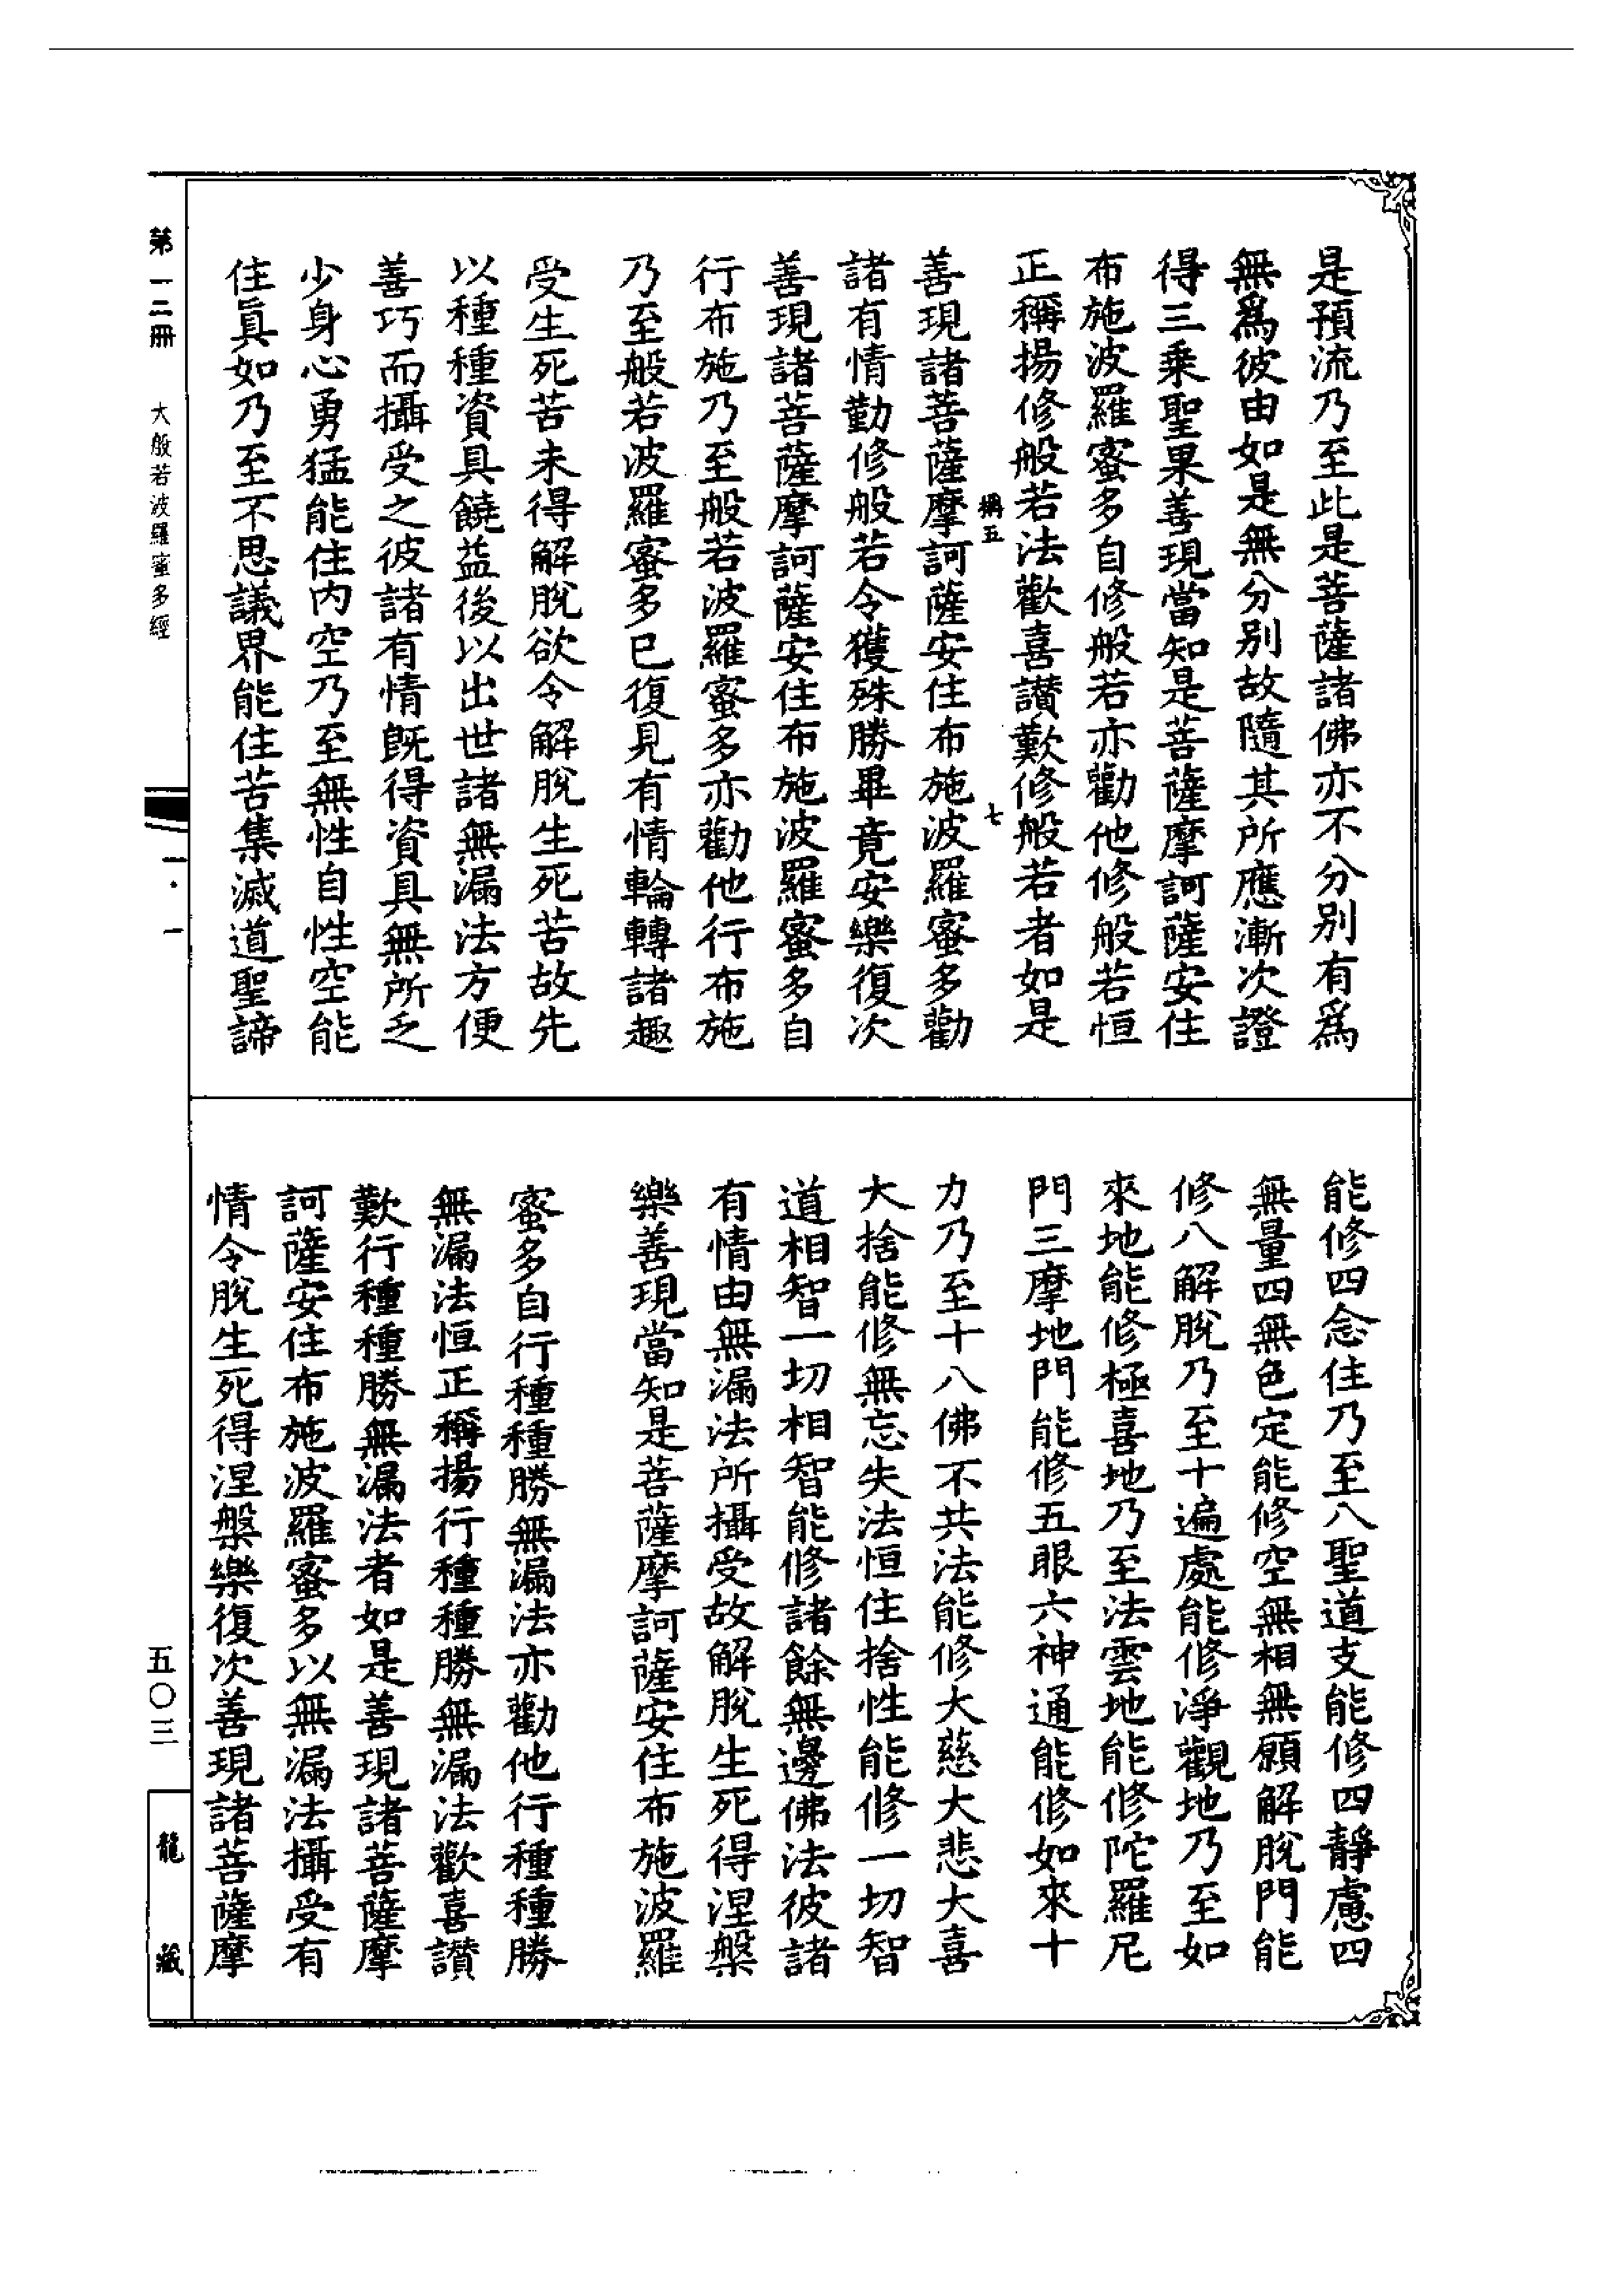 是預流乃至此是菩薩諸佛亦不分別有爲
無爲彼由如是無分别故隨其所應漸次證
得三乘聖果善現當知是菩薩摩訶薩安住
布施波羅蜜多自修般若亦勸他修般若恒
正稱揚修般若法歡喜讃歎修般若者如是
五 七
善現諸菩薩摩訶薩安住布施波羅蜜多勸
諸有情勤修般若令獲殊勝畢竟安樂復次
善現諸菩薩摩訶薩安住布施波羅蜜多自
行布施乃至般若波羅蜜多亦勸他行布施
乃至般若波羅蜜多已復見有情輪轉諸趣
受生死苦未得解脫欲令解脫生死苦故先
以種種資具饒益後以出世諸無漏法方便
善巧而攝受之彼諸有情既得資具無所乏
少身心勇猛能住内空乃至無性自性空能
住眞如乃至不思議界能住苦集滅道聖諦
能修四念住乃至八聖道支能修四靜慮四
無量四無色定能修空無相無願解脫門能
修八解脫乃至十遍處能修淨觀地乃至如
來地能修極喜地乃至法雲地能修陀羅尼
門三摩地門能修五眼六神通能修如來十
力乃至十八佛不共法能修大慈大悲大喜
大捨能修無忘失法恒住捨性能修一切智
道相智一切相智能修諸餘無邊佛法彼諸
有情由無漏法所攝受故解脫生死得涅槃
樂善現當知是菩薩摩訶薩安住布施波羅
蜜多自行種種勝無漏法亦勸他行種種勝
無漏法恒正稱揚行種種勝無漏法歡喜讃
歎行種種勝無漏法者如是善現諸菩薩摩
訶薩安住布施波羅蜜多以無漏法攝受有
情令脫生死得涅槃樂復次善現諸菩薩摩
第一二冊 大般若波羅蜜多經
一·一
五〇三
龍藏